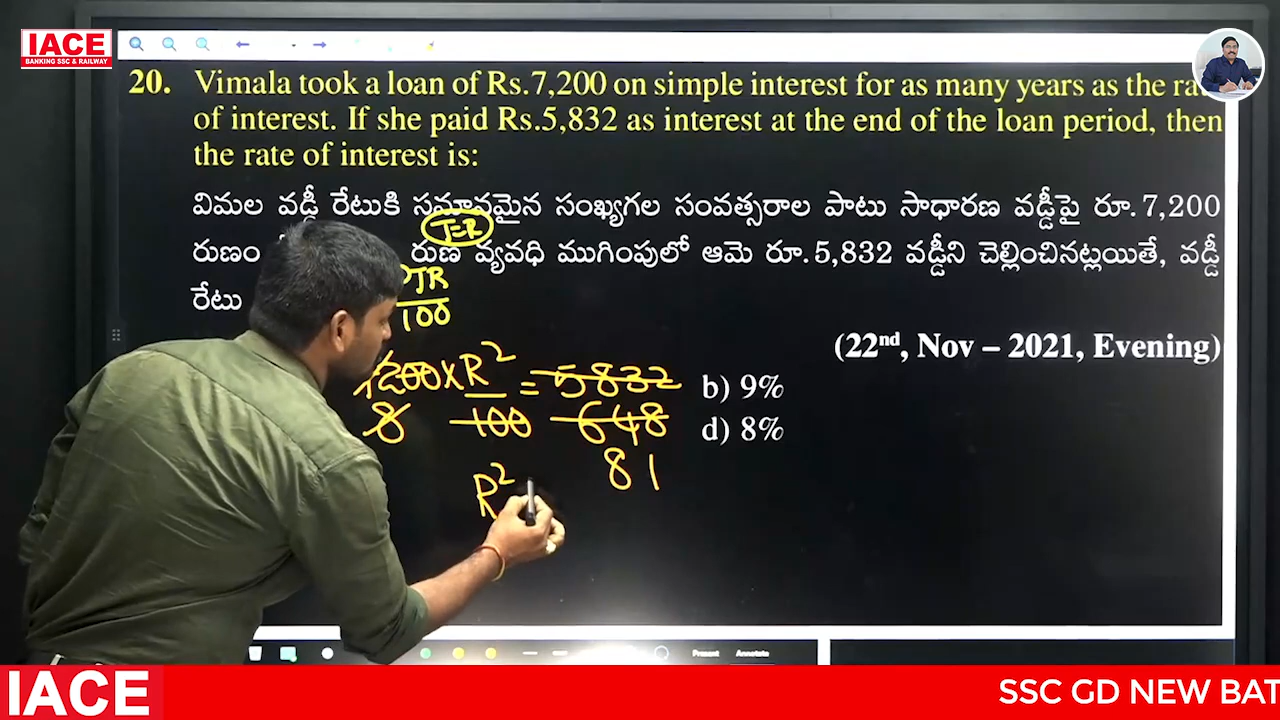 IACE
BANKING SSC & RAILWAY
20. Vimala took a loan of Rs.7,200 on simple interest for as many years as the
of interest. If she paid Rs.5,832 as interest at the end of the loan period, then
the rate of interest is:
విమల వడ్డీ రేటుకి సమానమైన సంఖ్యగల సంవత్సరాల పాటు సాధారణ వడ్డీపై రూ.7,200
రుణం రుణ వ్యవధి ముగింపులో ఆమె రూ.5,832 వడ్డీని చెల్లించినట్లయితే, వడ్డీ
రేటు
T=R
PTR
100
(22nd, Nov – 2021, Evening)
7200 × R² = 5832
b) 9%
8 100 648
d) 8%
81
R²
Present Annotate
IACE
SSC GD NEW BAT